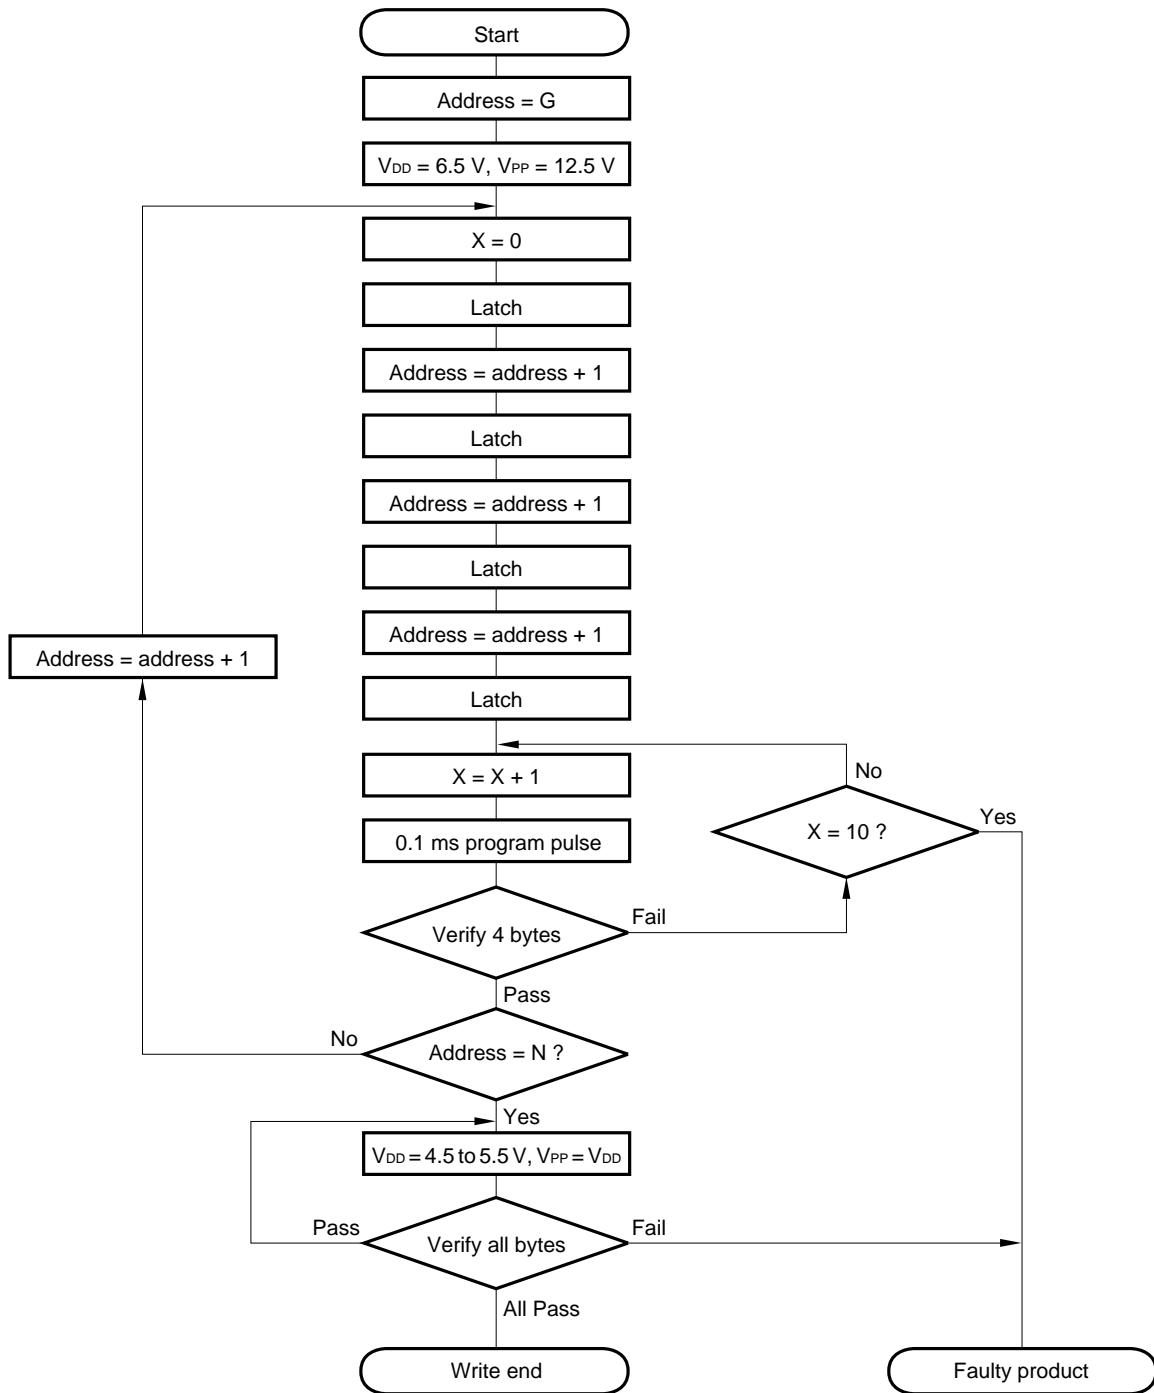 Start
Address = G
VDD = 6.5 V, VPP = 12.5 V
X = 0
Latch
Address = address + 1
Latch
Address = address + 1
Latch
Address = address + 1
Address = address + 1
Latch
X = X + 1
No
X = 10 ?
Yes
0.1 ms program pulse
Verify 4 bytes
Fail
Pass
No
Address = N ?
Yes
VDD = 4.5 to 5.5 V, VPP = VDD
Pass
Verify all bytes
Fail
All Pass
Write end
Faulty product